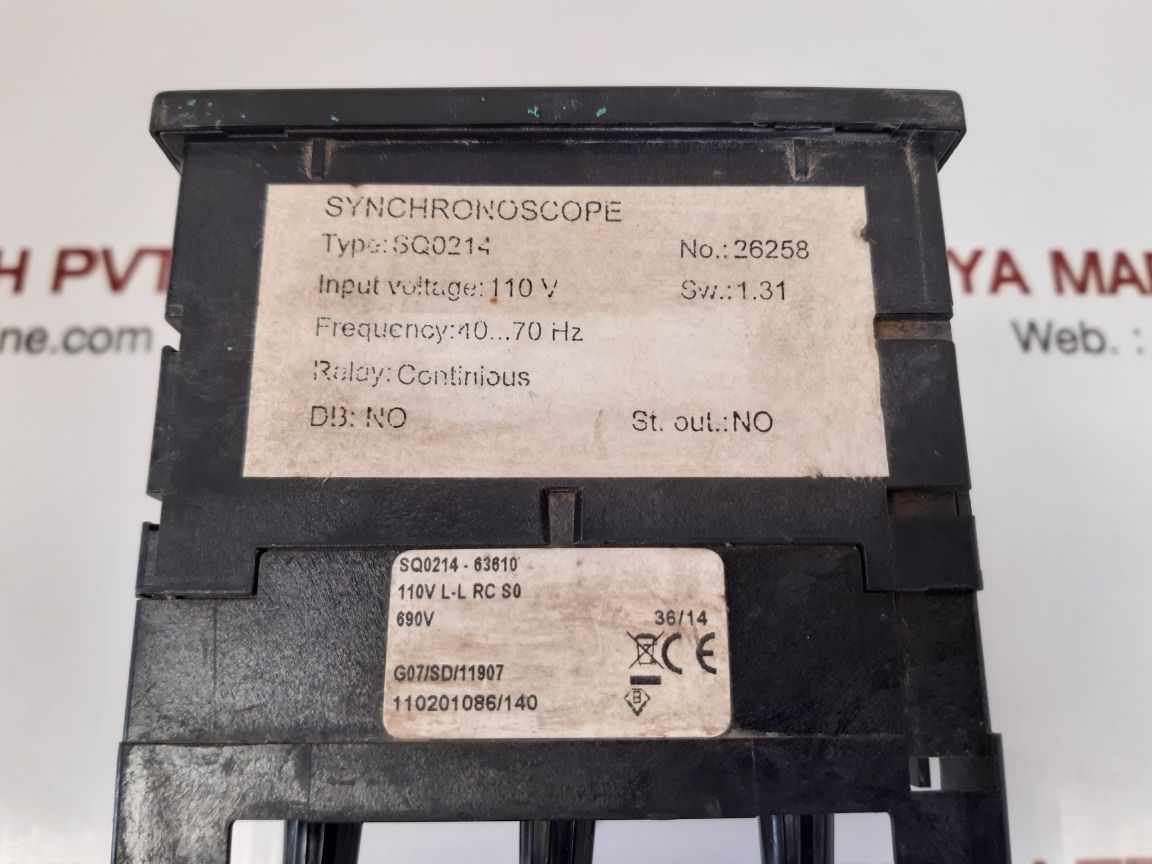 SYNCHRONOSCOPE
Type: SQ0214 No.: 26258
Input voltage: 110 V Sw.: 1.31
Frequency: 40...70 Hz
Relay: Continious
DB: NO St. out.: NO
SQ0214 - 63610
110V L-L RC S0
690V 36/14
CE
B
G07/SD/11907
110201086/140
H PVT
YA MA
ne.com
Web. :